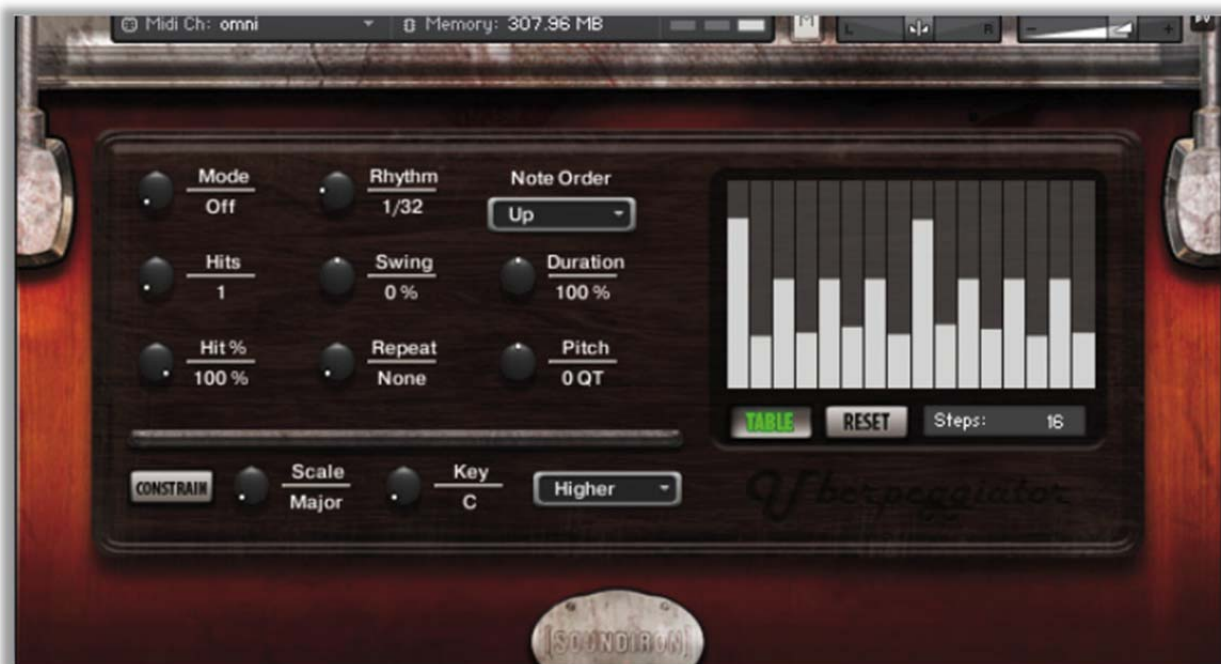 Midi Ch: omni
Memory: 307.96 MB
M
L R
- +
Mode
Off
Rhythm
1/32
Note Order
Up
Hits
1
Swing
0 %
Duration
100 %
Hit %
100 %
Repeat
None
Pitch
0 QT
TABLE
RESET
Steps: 16
CONSTRAIN
Scale
Major
Key
C
Higher
Uberpeggiator
SOUNDIRON